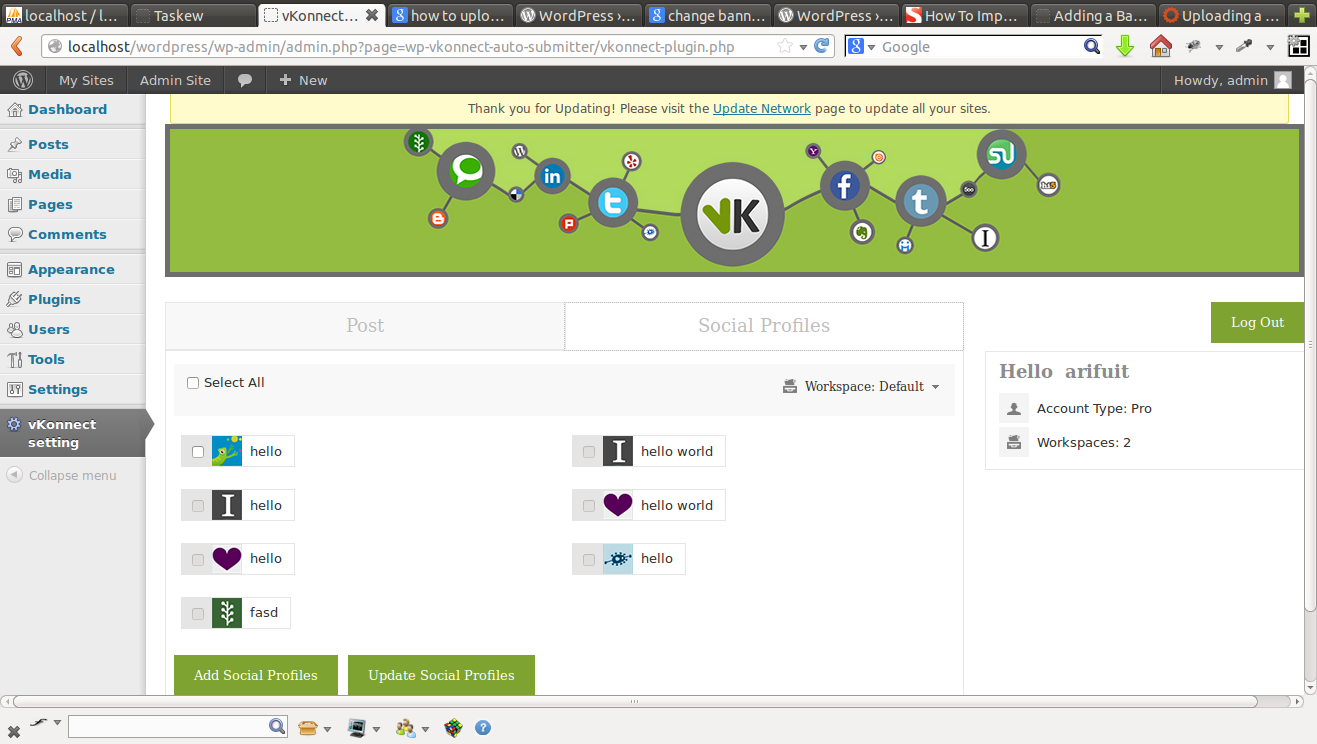 localhost / l...
Taskew
vKonnect...
how to uplo...
WordPress ›...
change bann...
WordPress ›...
How To Imp...
Adding a Ba...
Uploading a ...
localhost/wordpress/wp-admin/admin.php?page=wp-vkonnect-auto-submitter/vkonnect-plugin.php
Google
My Sites
Admin Site
New
Howdy, admin
Thank you for Updating! Please visit the Update Network page to update all your sites.
Dashboard
Posts
Media
Pages
Comments
Appearance
Plugins
Users
Tools
Settings
vKonnect
setting
Collapse menu
in
VK
f
t
I
Post
Social Profiles
Log Out
Select All
Workspace: Default
Hello arifuit
Account Type: Pro
Workspaces: 2
hello
I hello world
I hello
hello world
hello
hello
fasd
Add Social Profiles
Update Social Profiles